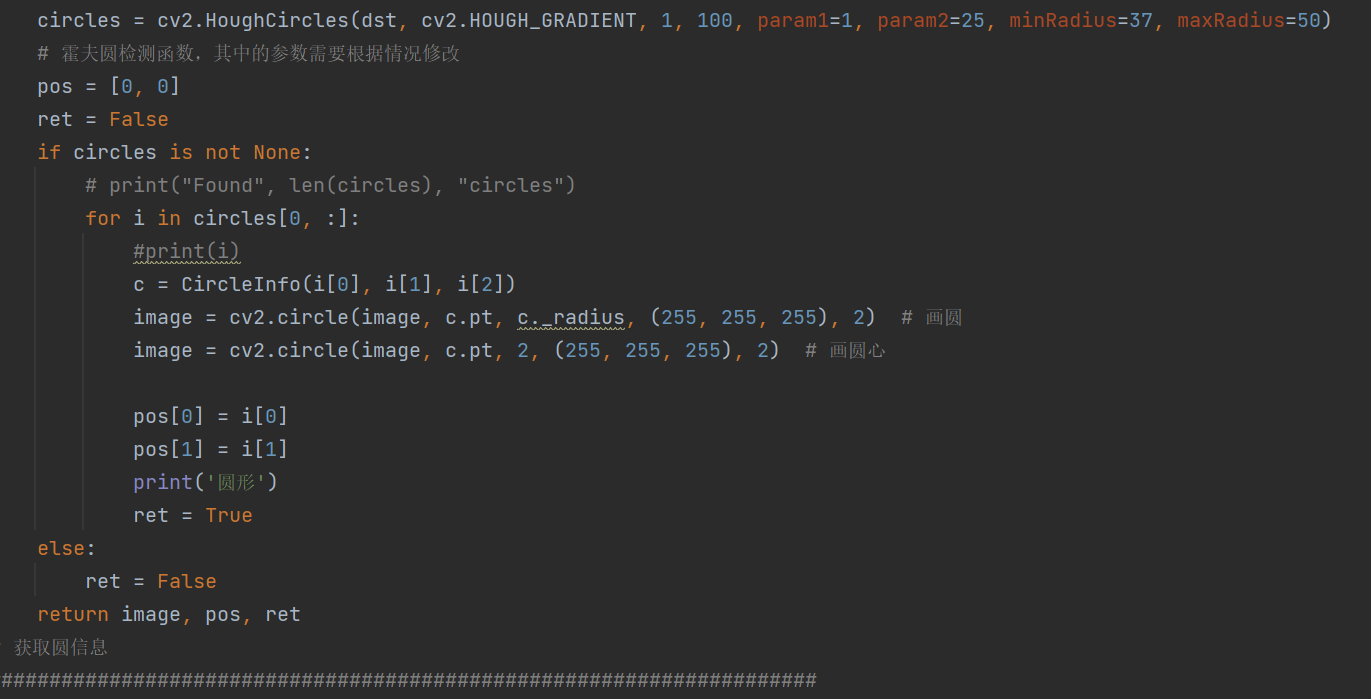 circles = cv2.HoughCircles(dst, cv2.HOUGH_GRADIENT, 1, 100, param1=1, param2=25, minRadius=37, maxRadius=50)
# 霍夫圆检测函数，其中的参数需要根据情况修改
pos = [0, 0]
ret = False
if circles is not None:
# print("Found", len(circles), "circles")
for i in circles[0, :]:
#print(i)
c = CircleInfo(i[0], i[1], i[2])
image = cv2.circle(image, c.pt, c._radius, (255, 255, 255), 2)  # 画圆
image = cv2.circle(image, c.pt, 2, (255, 255, 255), 2)  # 画圆心
pos[0] = i[0]
pos[1] = i[1]
print('圆形')
ret = True
else:
ret = False
return image, pos, ret
获取圆信息
####################################################################